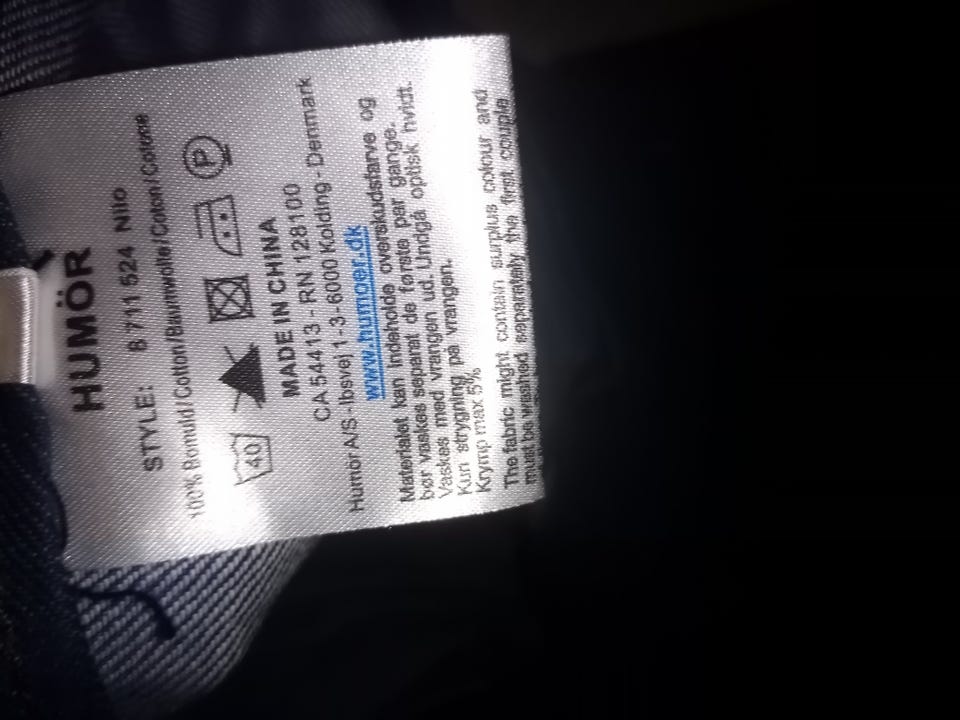 HUMÖR
STYLE: 8 711 524 Nilo
100% Bomuld/Cotton/Baumwolle/Coton/Cotone
40 P
MADE IN CHINA
CA 54413 - RN 128100
Humör A/S - Ibsvej 1-3 - 6000 Kolding - Denmark
www.humoer.dk
Materialet kan indeholde overskudsfarve og
bør vaskes separat de første par gange.
Vaskes med vrangen ud. Undgå optisk hvidt.
Kun strygning på vrangen.
Krymp max 5%
The fabric might contain surplus colour and
must be washed separately the first couple